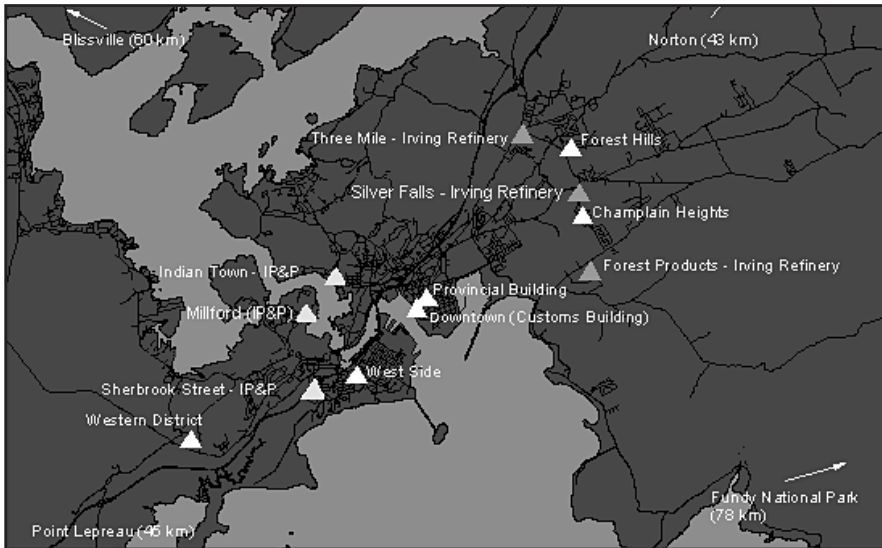 Blissville (60 km)
Norton (43 km)
Three Mile - Irving Refinery
Forest Hills
Silver Falls - Irving Refinery
Champlain Heights
Indian Town - IP&P
Forest Products - Irving Refinery
Provincial Building
Millford (IP&P)
Downtown (Customs Building)
West Side
Sherbrook Street - IP&P
Western District
Fundy National Park
(78 km)
Point Lepreau (45 km)